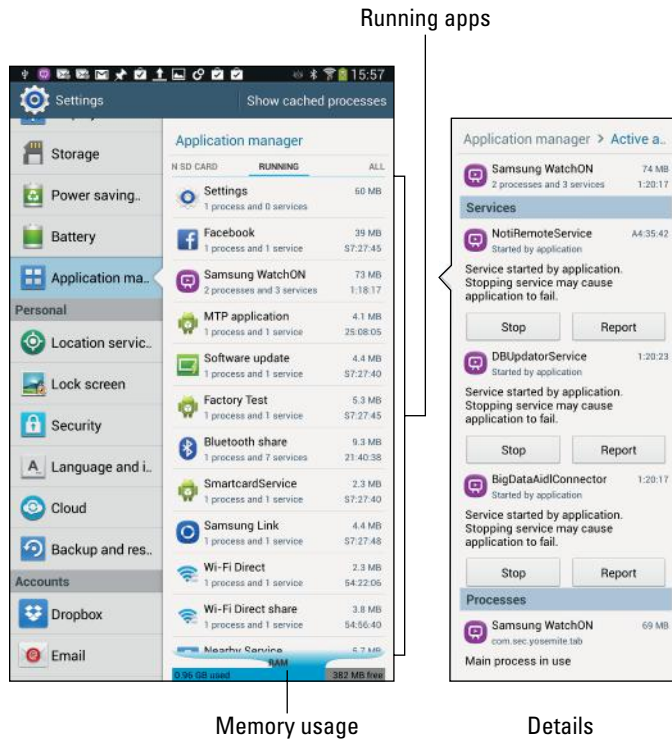 Running apps
15:57
Settings
Show cached processes
Storage
Power saving..
Battery
Application ma..
Personal
Location servic..
Lock screen
Security
Language and i..
Cloud
Backup and res..
Accounts
Dropbox
Email
Application manager
N SD CARD
RUNNING
ALL
Settings
60 MB
1 process and 0 services
Facebook
39 MB
1 process and 1 service
57:27:45
Samsung WatchON
73 MB
2 processes and 3 services
1:18:17
MTP application
4.1 MB
1 process and 1 service
25:08:05
Software update
4.4 MB
1 process and 1 service
57:27:40
Factory Test
5.3 MB
1 process and 1 service
57:27:45
Bluetooth share
9.3 MB
1 process and 7 services
21:40:38
SmartcardService
2.3 MB
1 process and 1 service
57:27:40
Samsung Link
4.4 MB
1 process and 1 service
57:27:48
Wi-Fi Direct
2.3 MB
1 process and 1 service
54:22:06
Wi-Fi Direct share
3.8 MB
1 process and 1 service
54:56:40
Nearby Service
5.7 MB
RAM
0.96 GB used
382 MB free
Application manager > Active a..
Samsung WatchON
74 MB
2 processes and 3 services
1:20:17
Services
NotiRemoteService
A4:35:42
Started by application
Service started by application.
Stopping service may cause
application to fail.
Stop
Report
DBUpdatorService
1:20:23
Started by application
Service started by application.
Stopping service may cause
application to fail.
Stop
Report
BigDataAidlConnector
1:20:17
Started by application
Service started by application.
Stopping service may cause
application to fail.
Stop
Report
Processes
Samsung WatchON
69 MB
com.sec.yosemite.tab
Main process in use
Memory usage
Details